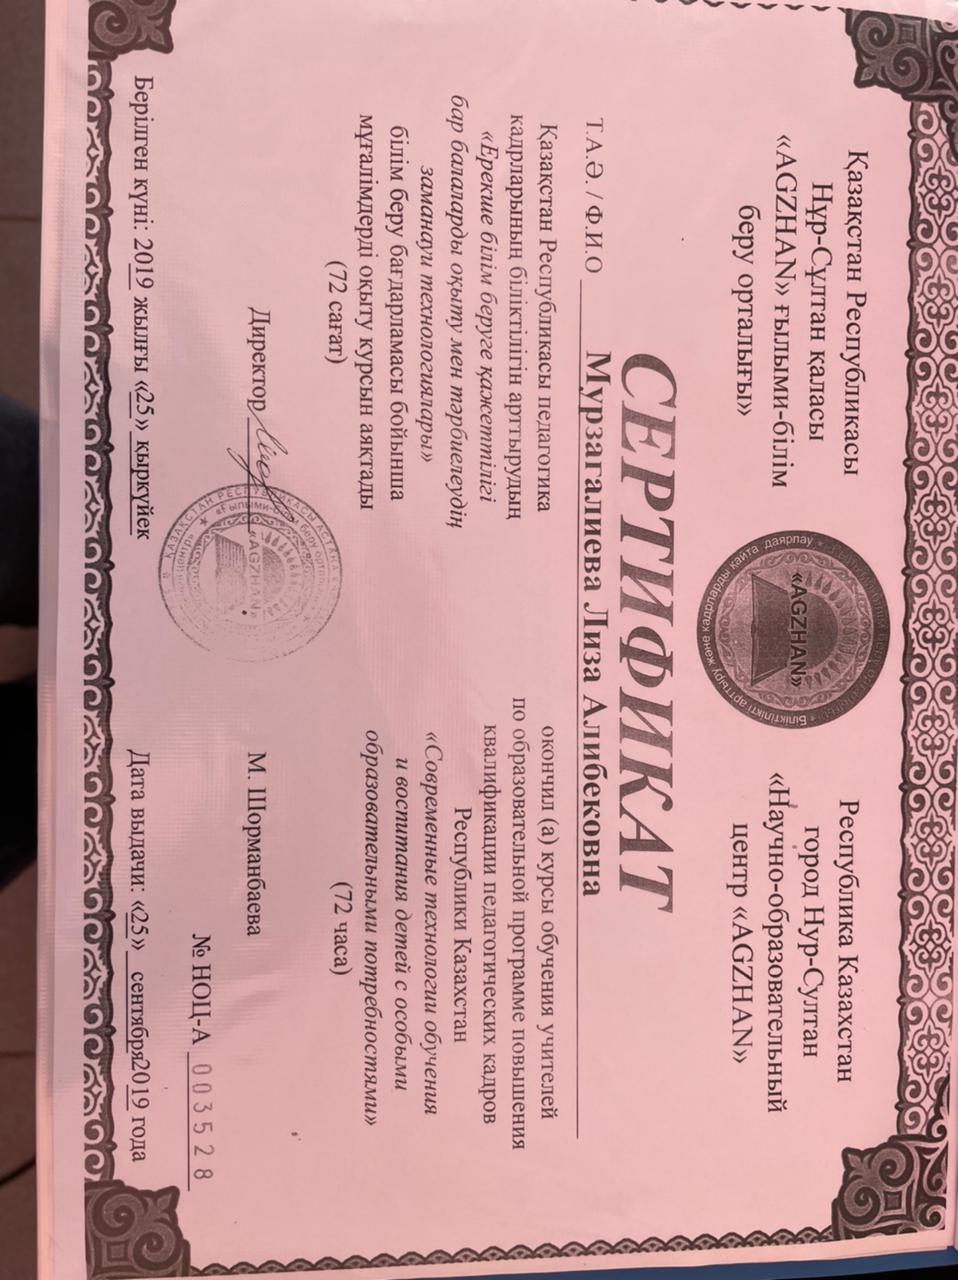 Қазақстан Республикасы
Нұр-Сұлтан қаласы
«AGZHAN» ғылыми-білім
беру орталығы»
«AGZHAN»
Республика Казахстан
город Нур-Султан
«Научно-образовательный
центр «AGZHAN»
СЕРТИФИКАТ
Т.А.Ә. / Ф.И.О Мурзагалиева Лиза Алибековна
Қазақстан Республикасы педагогика
кадрларының біліктілігін арттырудың
«Ерекше білім беруге қажеттілігі
бар балаларды оқыту мен тәрбиелеудің
заманауи технологиялары»
білім беру бағдарламасы бойынша
мұғалімдерді оқыту курсын аяқтады
(72 сағат)
окончил (а) курсы обучения учителей
по образовательной программе повышения
квалификации педагогических кадров
Республики Казахстан
«Современные технологии обучения
и воспитания детей с особыми
образовательными потребностями»
(72 часа)
Директор
М. Шорманбаева
«AGZHAN»
№ НОЦ-А 003528
Берілген күні: 2019 жылғы «25» қыркүйек
Дата выдачи: «25» сентября2019 года